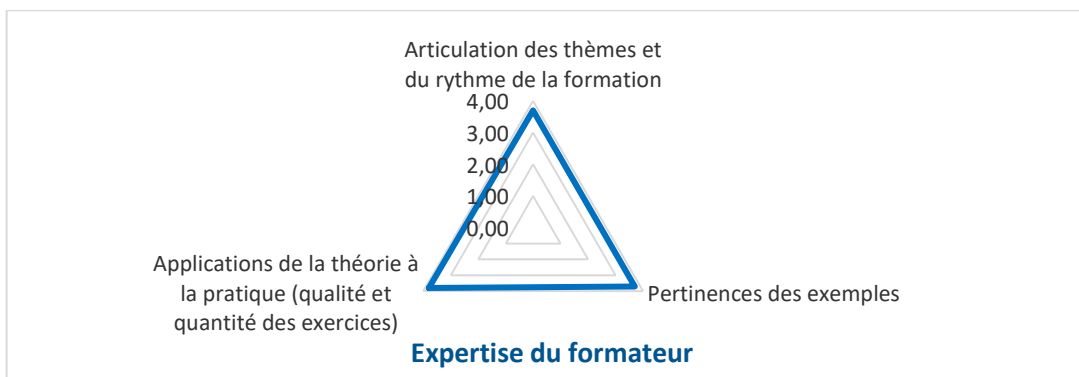 Articulation des thèmes et
du rythme de la formation
4,00
3,00
2,00
1,00
0,00
Applications de la théorie à
la pratique (qualité et
quantité des exercices)
Pertinences des exemples
Expertise du formateur